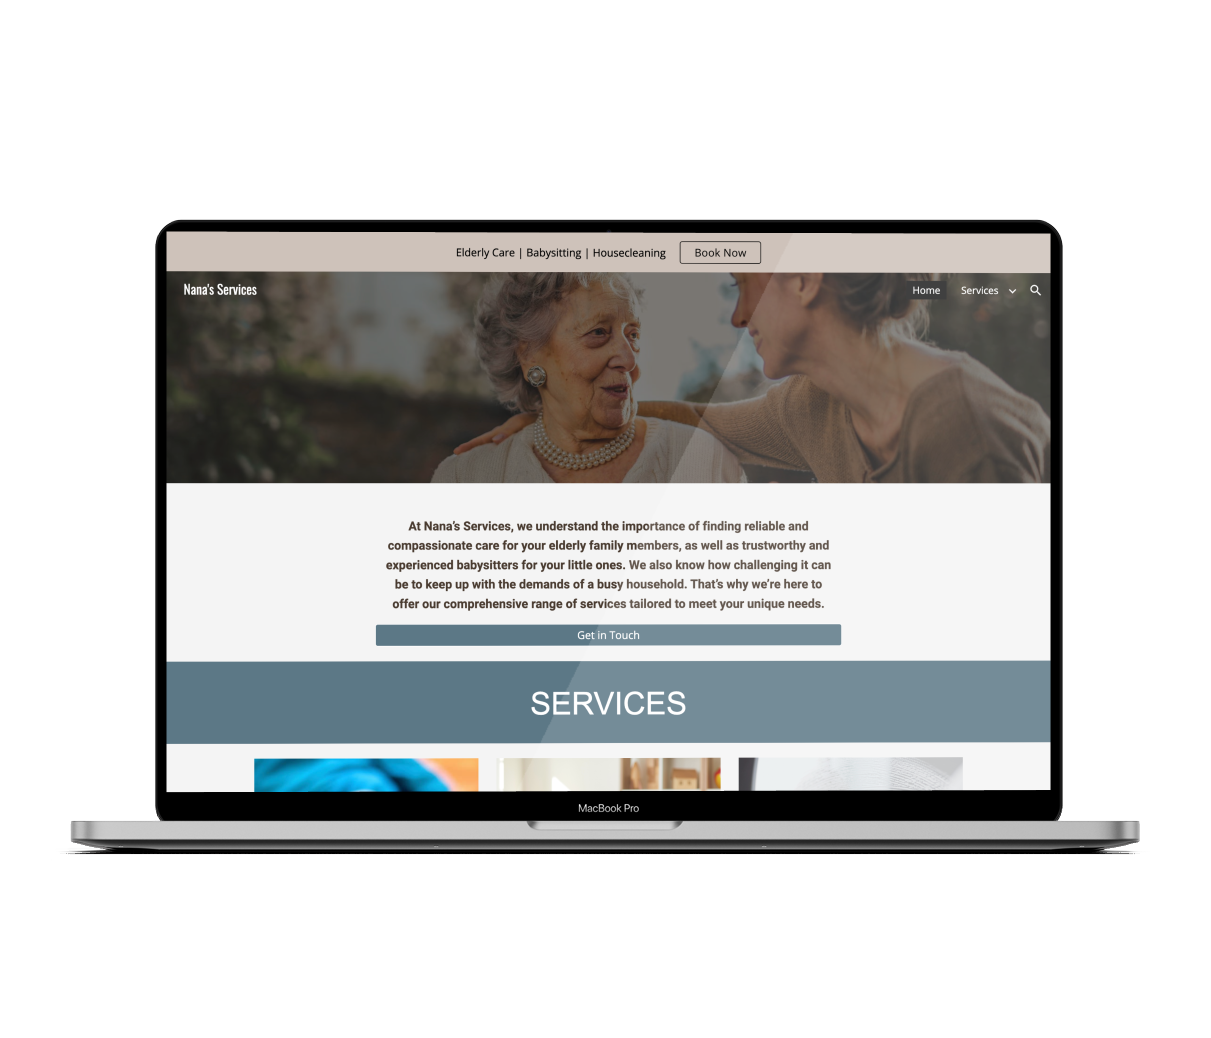 Elderly Care | Babysitting | Housecleaning Book Now
Nana's Services Home Services
At Nana's Services, we understand the importance of finding reliable and
compassionate care for your elderly family members, as well as trustworthy and
experienced babysitters for your little ones. We also know how challenging it can
be to keep up with the demands of a busy household. That's why we're here to
offer our comprehensive range of services tailored to meet your unique needs.
Get in Touch
SERVICES
MacBook Pro